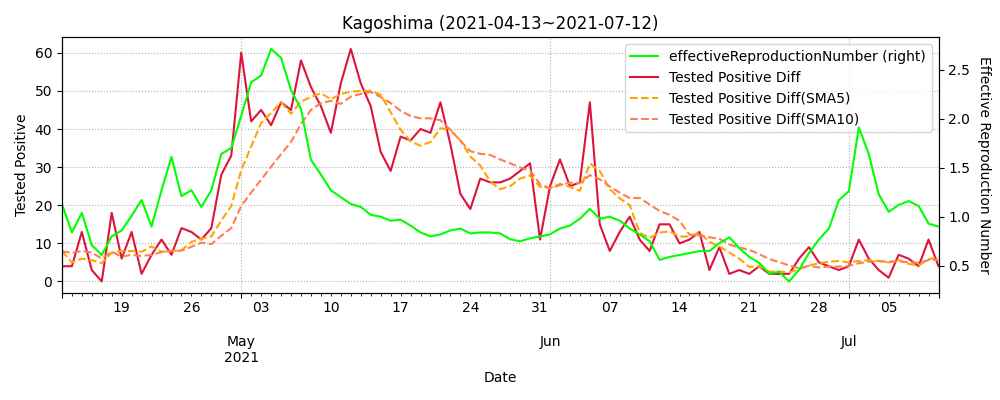 Kagoshima (2021-04-13~2021-07-12)
effectiveReproductionNumber (right)
Tested Positive Diff
Tested Positive Diff(SMA5)
Tested Positive Diff(SMA10)
Tested Positive
60
50
40
30
20
10
0
2.5
2.0
1.5
1.0
0.5
Effective Reproduction Number
19 26 03 10 17 24 31 07 14 21 28 05
May Jun Jul
2021
Date